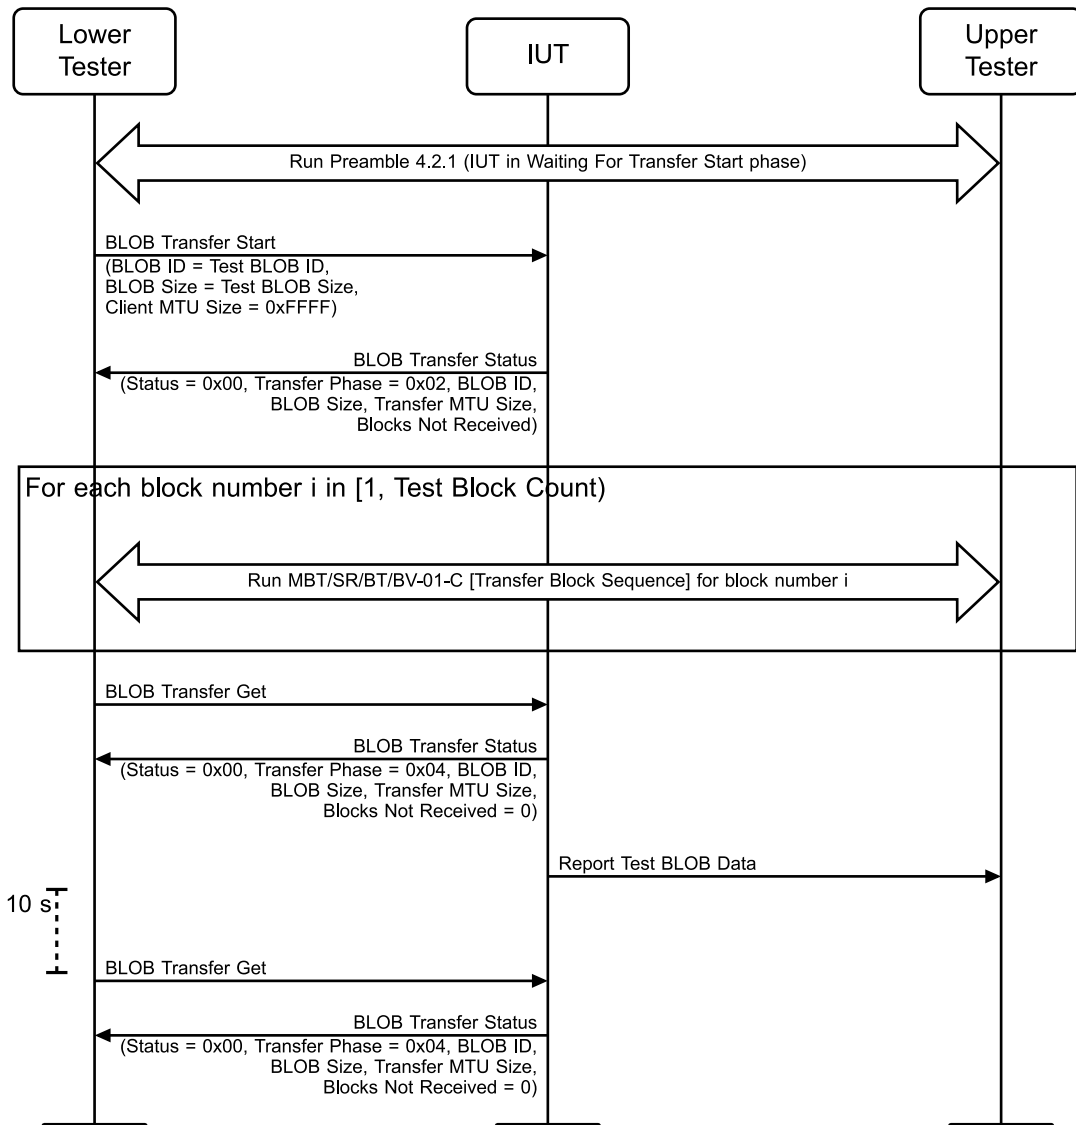 Lower
Tester
IUT
Upper
Tester
Run Preamble 4.2.1 (IUT in Waiting For Transfer Start phase)
BLOB Transfer Start
(BLOB ID = Test BLOB ID,
BLOB Size = Test BLOB Size,
Client MTU Size = 0xFFFF)
BLOB Transfer Status
(Status = 0x00, Transfer Phase = 0x02, BLOB ID,
BLOB Size, Transfer MTU Size,
Blocks Not Received)
For each block number i in [1, Test Block Count)
Run MBT/SR/BT/BV-01-C [Transfer Block Sequence] for block number i
BLOB Transfer Get
BLOB Transfer Status
(Status = 0x00, Transfer Phase = 0x04, BLOB ID,
BLOB Size, Transfer MTU Size,
Blocks Not Received = 0)
Report Test BLOB Data
10 s
BLOB Transfer Get
BLOB Transfer Status
(Status = 0x00, Transfer Phase = 0x04, BLOB ID,
BLOB Size, Transfer MTU Size,
Blocks Not Received = 0)